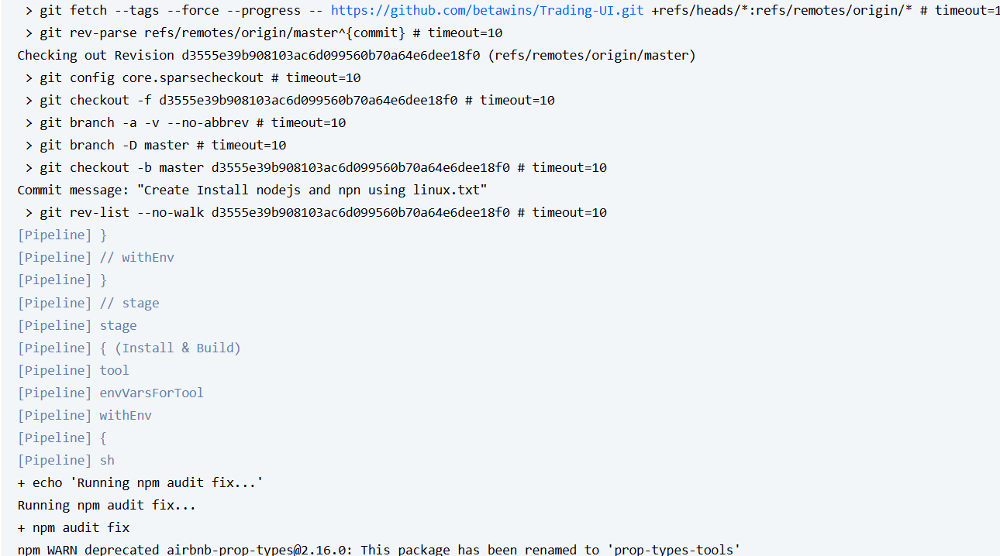 > git fetch --tags --force --progress -- https://github.com/betawins/Trading-UI.git +refs/heads/*:refs/remotes/origin/* # timeout=1
> git rev-parse refs/remotes/origin/master^{commit} # timeout=10
Checking out Revision d3555e39b908103ac6d099560b70a64e6dee18f0 (refs/remotes/origin/master)
> git config core.sparsecheckout # timeout=10
> git checkout -f d3555e39b908103ac6d099560b70a64e6dee18f0 # timeout=10
> git branch -a -v --no-abbrev # timeout=10
> git branch -D master # timeout=10
> git checkout -b master d3555e39b908103ac6d099560b70a64e6dee18f0 # timeout=10
Commit message: "Create Install nodejs and npn using linux.txt"
> git rev-list --no-walk d3555e39b908103ac6d099560b70a64e6dee18f0 # timeout=10
[Pipeline] }
[Pipeline] // withEnv
[Pipeline] }
[Pipeline] // stage
[Pipeline] stage
[Pipeline] { (Install & Build)
[Pipeline] tool
[Pipeline] envVarsForTool
[Pipeline] withEnv
[Pipeline] {
[Pipeline] sh
+ echo 'Running npm audit fix...'
Running npm audit fix...
+ npm audit fix
npm WARN deprecated airbnb-prop-types@2.16.0: This package has been renamed to 'prop-types-tools'